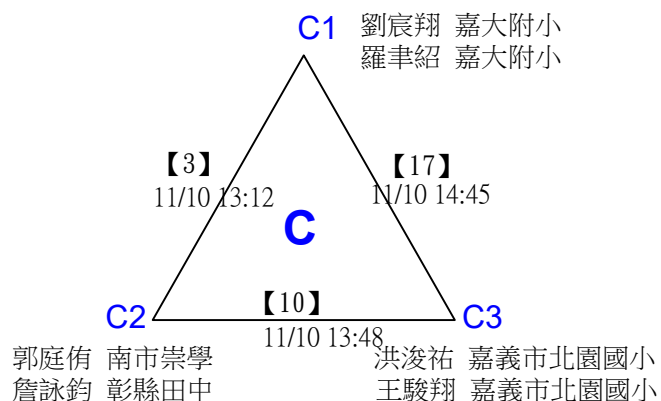 C1
劉宸翔 嘉大附小
羅聿紹 嘉大附小
【3】
11/10 13:12
【17】
11/10 14:45
C
【10】
11/10 13:48
C2
C3
郭庭侑 南市崇學
詹詠鈞 彰縣田中
洪浚祐 嘉義市北園國小
王駿翔 嘉義市北園國小